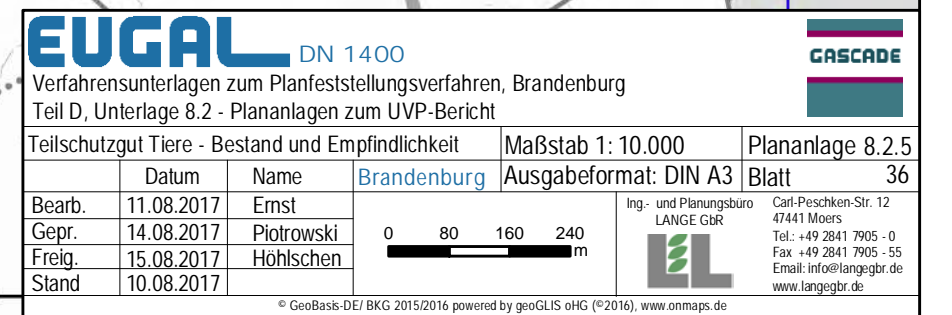 EUGAL DN 1400
GASCADE
Verfahrensunterlagen zum Planfeststellungsverfahren, Brandenburg
Teil D, Unterlage 8.2 - Plananlagen zum UVP-Bericht
Teilschutzgut Tiere - Bestand und Empfindlichkeit Maßstab 1: 10.000 Plananlage 8.2.5
Datum Name Brandenburg Ausgabeformat: DIN A3 Blatt 36
Bearb. 11.08.2017 Ernst
Gepr. 14.08.2017 Piotrowski
Freig. 15.08.2017 Höhlschen
Stand 10.08.2017
0 80 160 240
m
Ing.- und Planungsbüro
LANGE GbR
Carl-Peschken-Str. 12
47441 Moers
Tel.: +49 2841 7905 - 0
Fax +49 2841 7905 - 55
Email: info@langegbr.de
www.langegbr.de
© GeoBasis-DE/ BKG 2015/2016 powered by geoGLIS oHG (©2016), www.onmaps.de